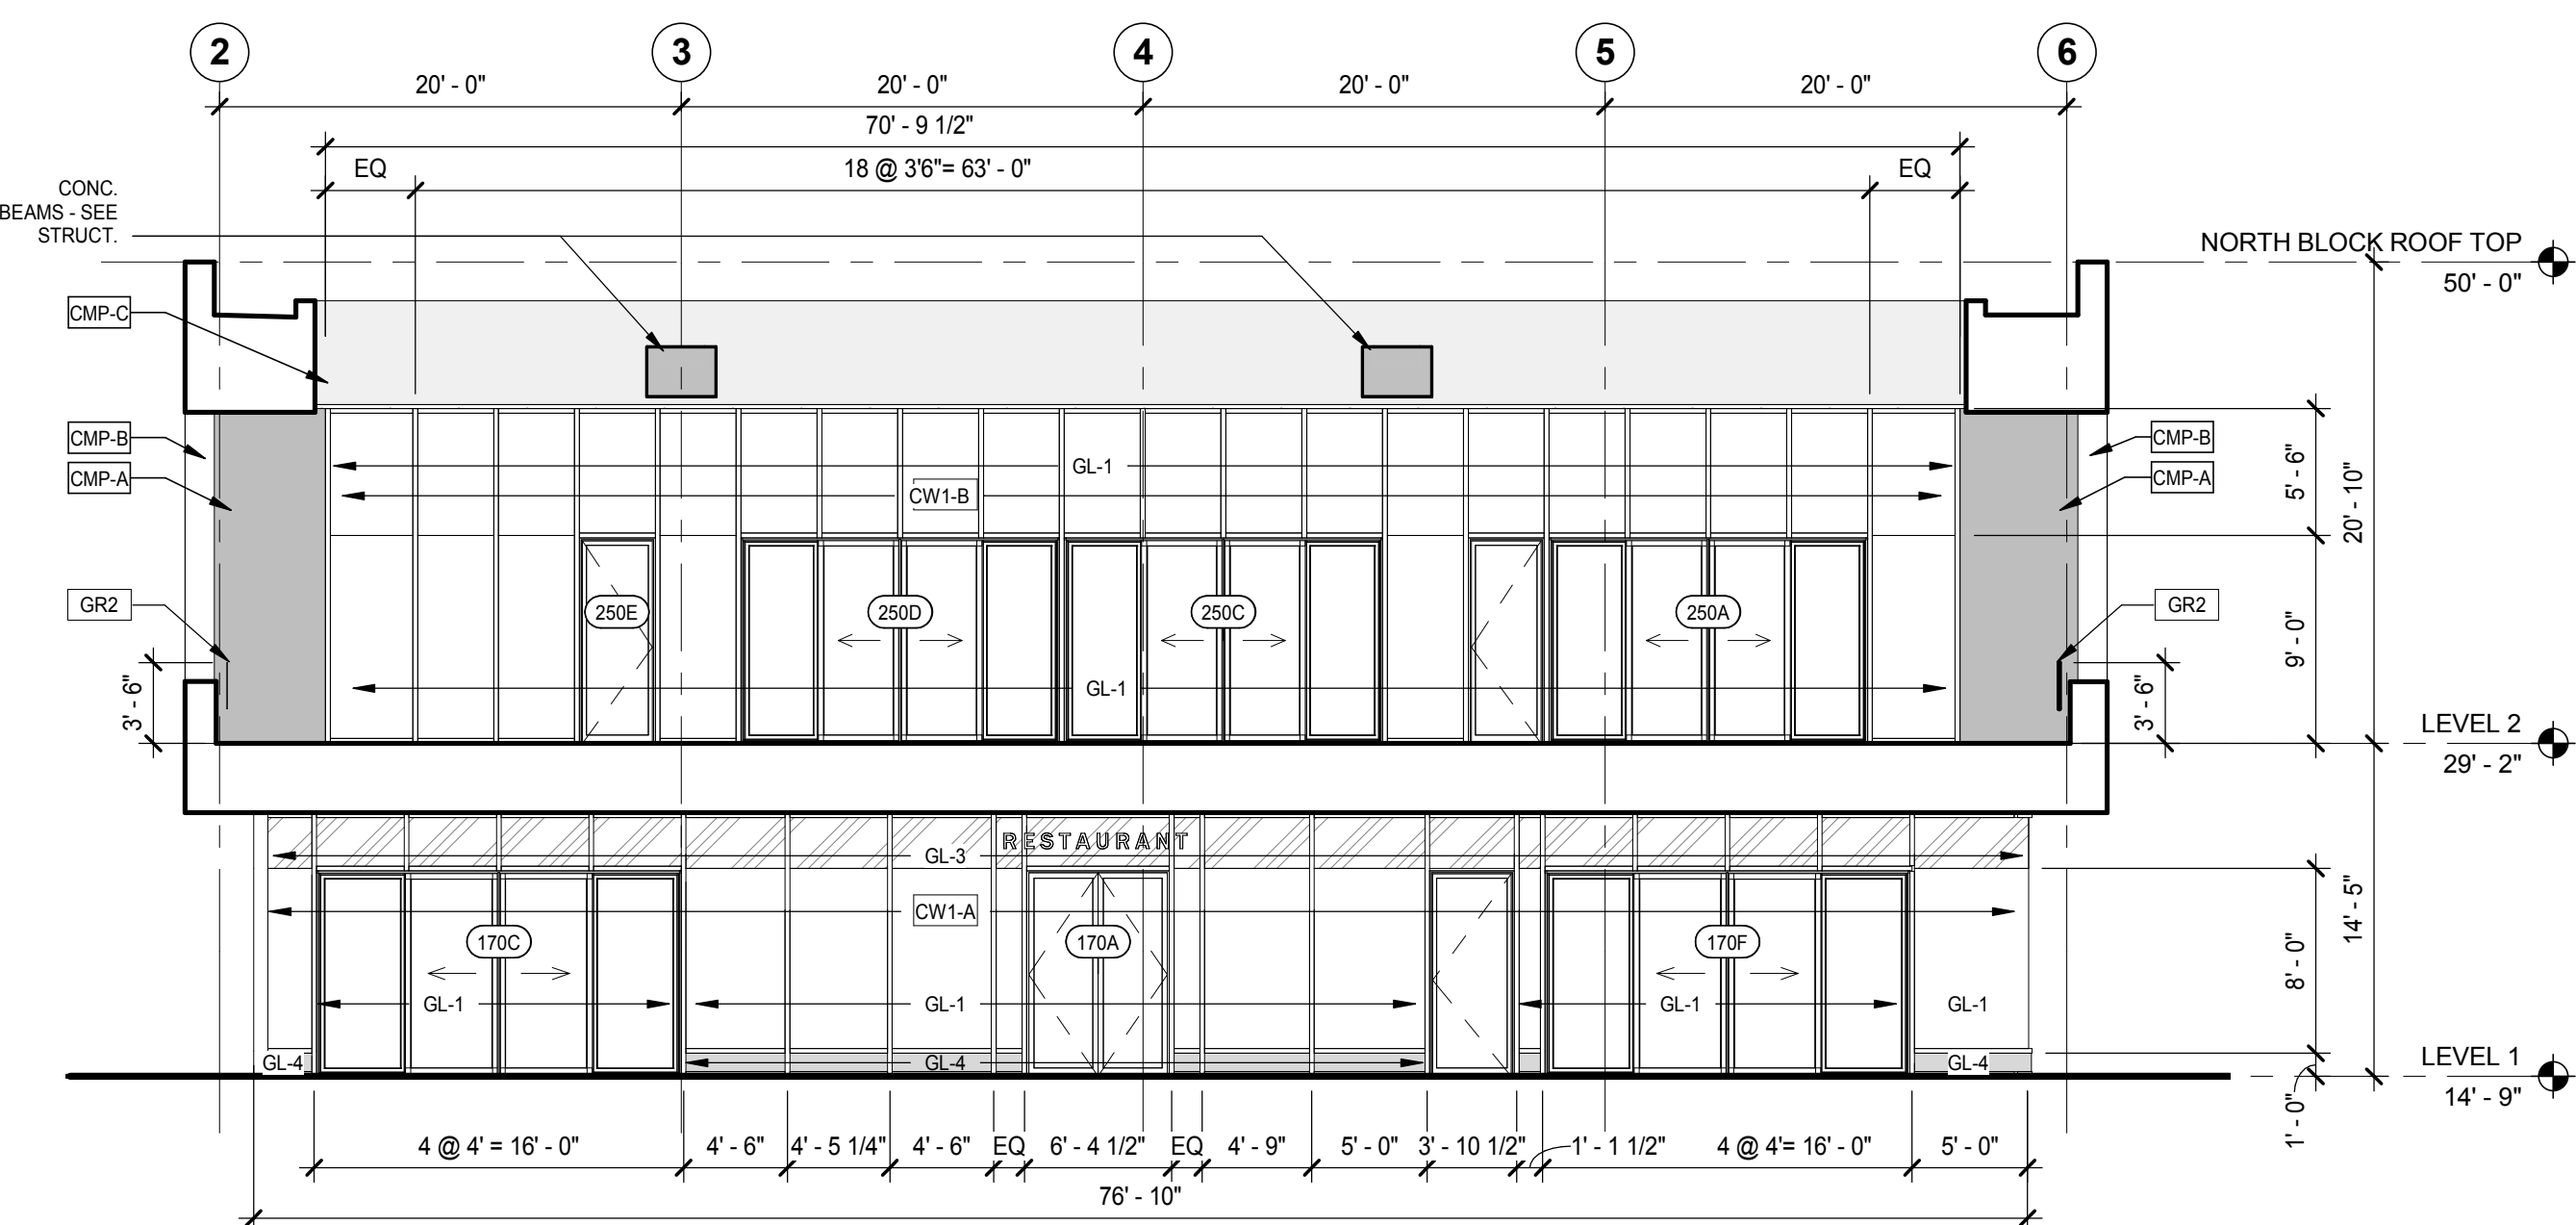 2 3 4 5 6
20' - 0" 20' - 0" 20' - 0" 20' - 0"
70' - 9 1/2"
EQ 18 @ 3'6"= 63' - 0" EQ
CONC.
BEAMS - SEE
STRUCT.
NORTH BLOCK ROOF TOP
50' - 0"
CMP-C
CMP-B CMP-B
CMP-A CMP-A
GL-1
CW1-B
5' - 6"
20' - 10"
GR2 250E 250D 250C 250A GR2
9' - 0"
3' - 6" GL-1 3' - 6"
LEVEL 2
29' - 2"
RESTAURANT
GL-3
CW1-A
14' - 5"
170C 170A 170F
8' - 0"
GL-1 GL-1 GL-1 GL-1
GL-4 GL-4 GL-4
LEVEL 1
14' - 9"
1' - 0"
4 @ 4' = 16' - 0" 4' - 6" 4' - 5 1/4" 4' - 6" EQ 6' - 4 1/2" EQ 4' - 9" 5' - 0" 3' - 10 1/2" 1' - 1 1/2" 4 @ 4'= 16' - 0" 5' - 0"
76' - 10"